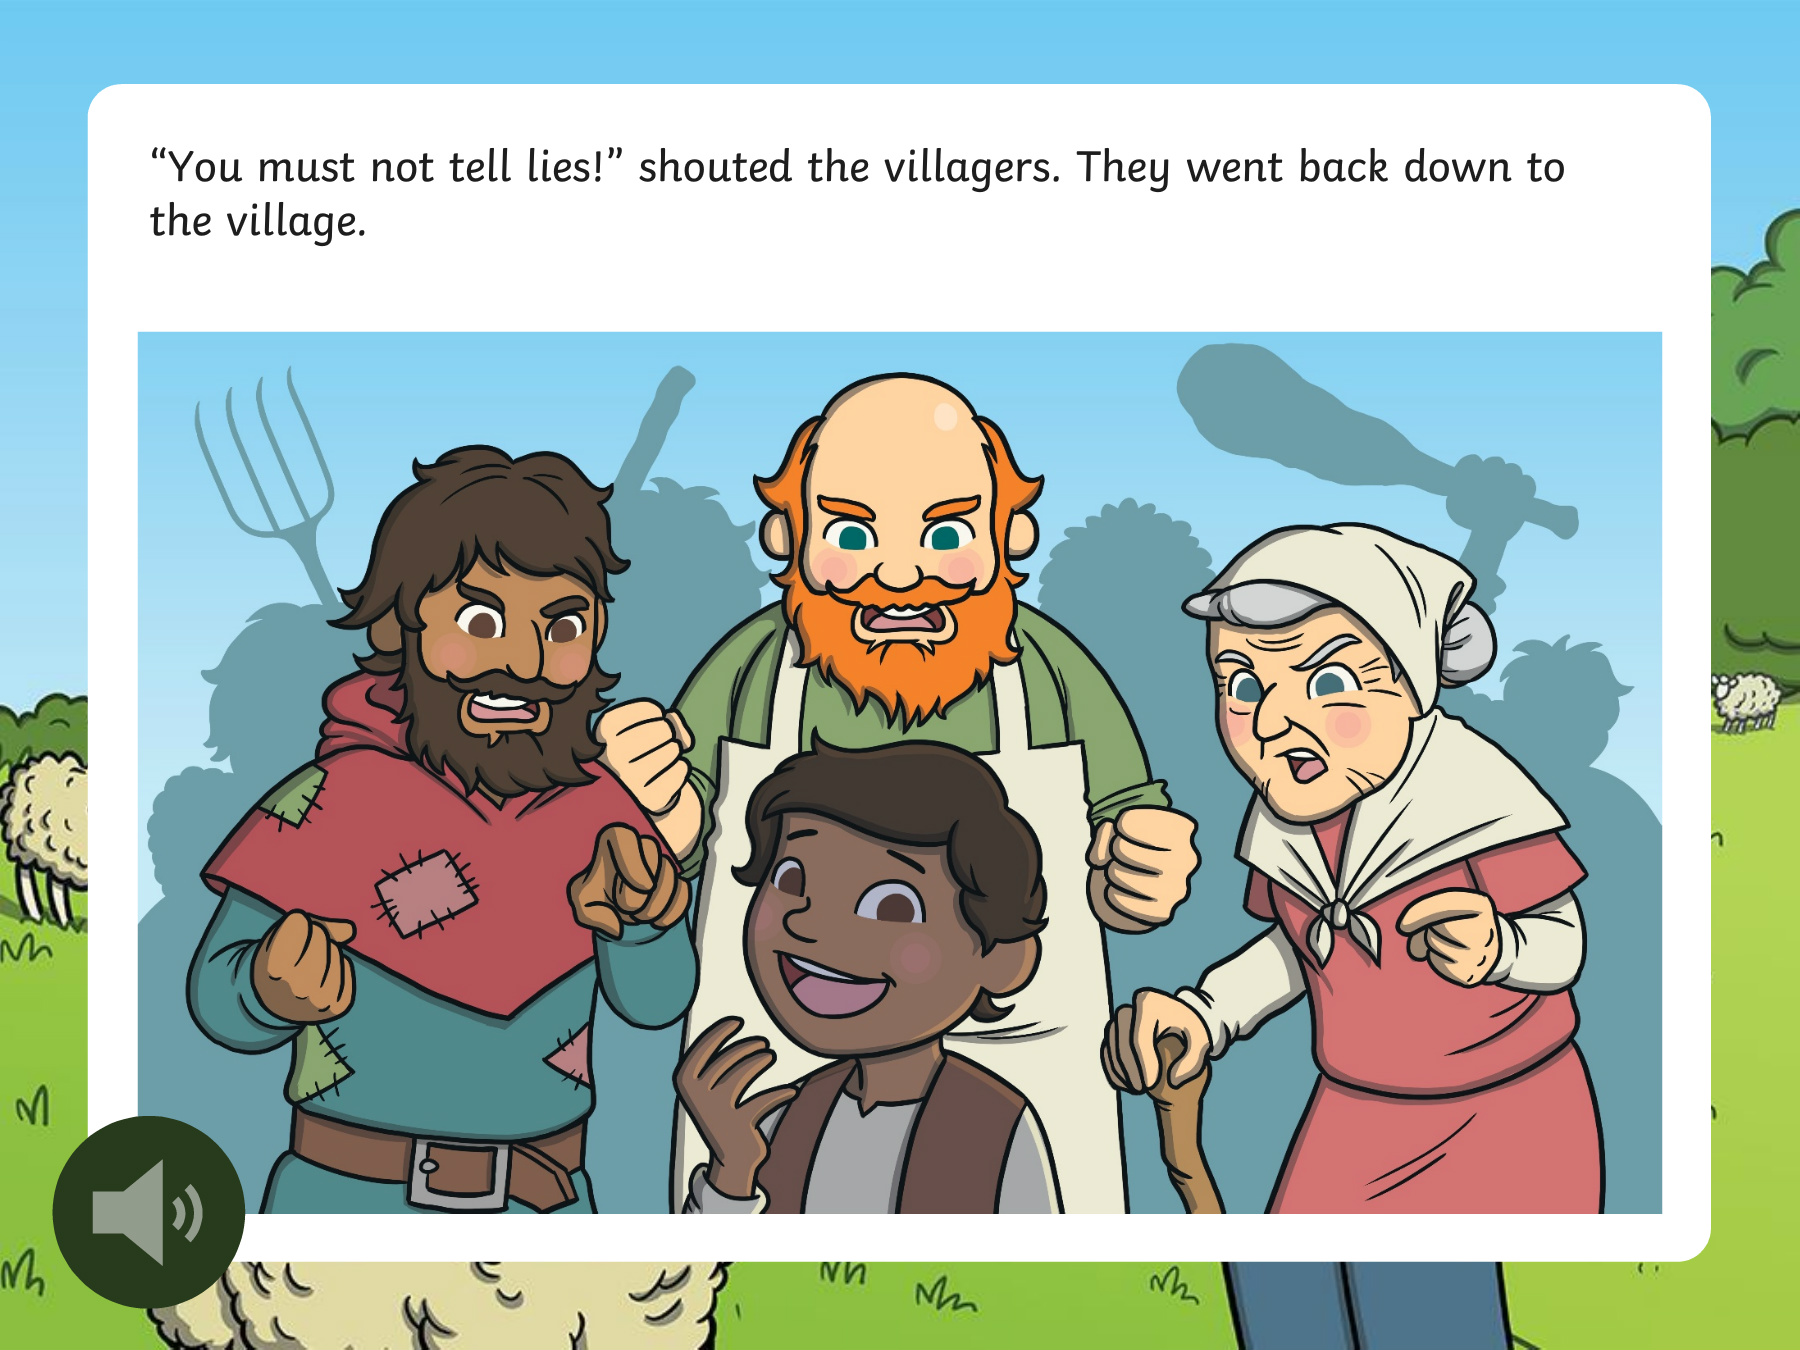 “You must not tell lies!” shouted the villagers. They went back down to
the village.